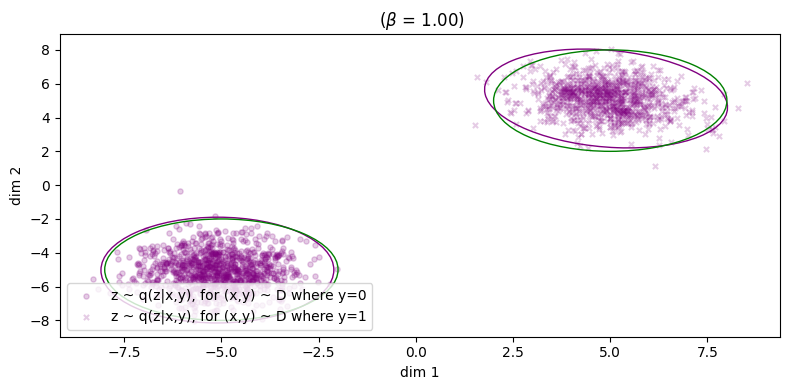 (β = 1.00)
dim 2
8
6
4
2
0
−2
−4
−6
−8
z ~ q(z|x,y), for (x,y) ~ D where y=0
z ~ q(z|x,y), for (x,y) ~ D where y=1
−7.5 −5.0 −2.5 0.0 2.5 5.0 7.5
dim 1